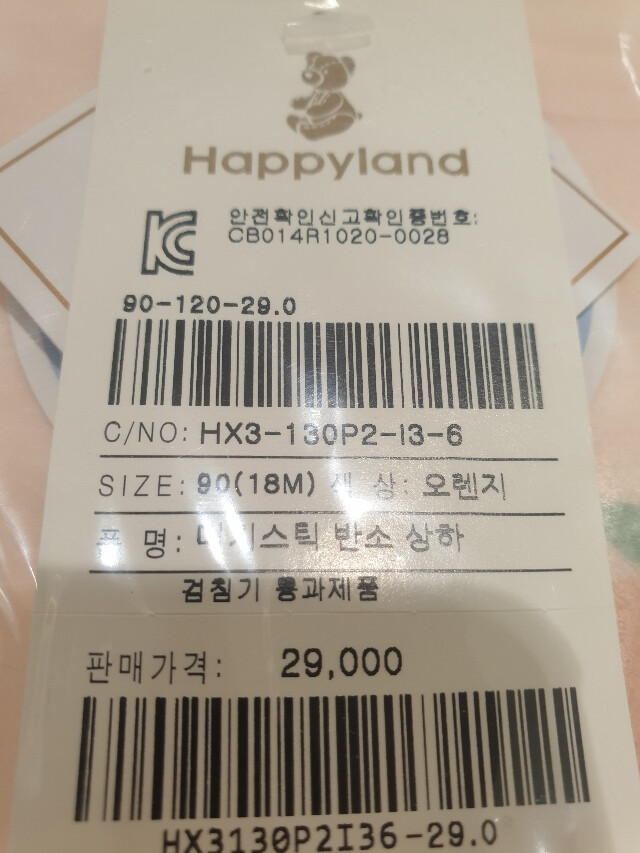 Happyland
안전확인신고확인증번호:
CB014R1020-0028
90-120-29.0
C/NO: HX3-130P2-I3-6
SIZE: 90(18M) 색 상: 오렌지
품 명: 반소 상하
검침기 통과제품
판매가격: 29,000
HX3130P2I36-29.0